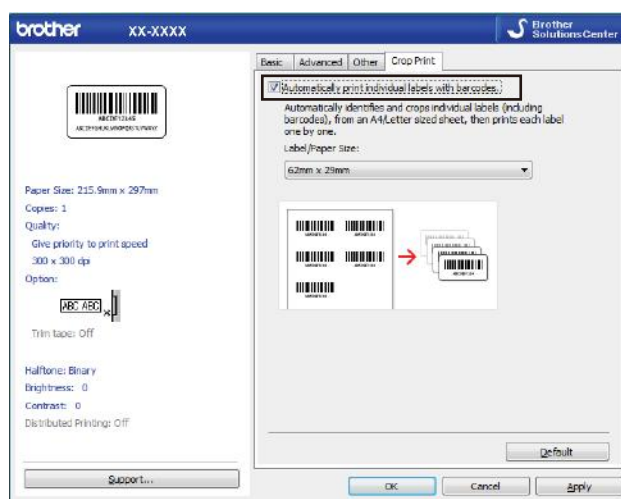 brother XX-XXXX
Brother
SolutionsCenter
Basic Advanced Other Crop Print
Automatically print individual labels with barcodes.
Automatically identifies and crops individual labels (including
barcodes), from an A4/Letter sized sheet, then prints each label
one by one.
Label/Paper Size:
62mm x 29mm
Paper Size: 215.9mm x 297mm
Copies: 1
Quality:
Give priority to print speed
300 x 300 dpi
Option:
ABC ABC
Trim tape: Off
Halftone: Binary
Brightness: 0
Contrast: 0
Distributed Printing: Off
Default
Support...
OK Cancel Apply